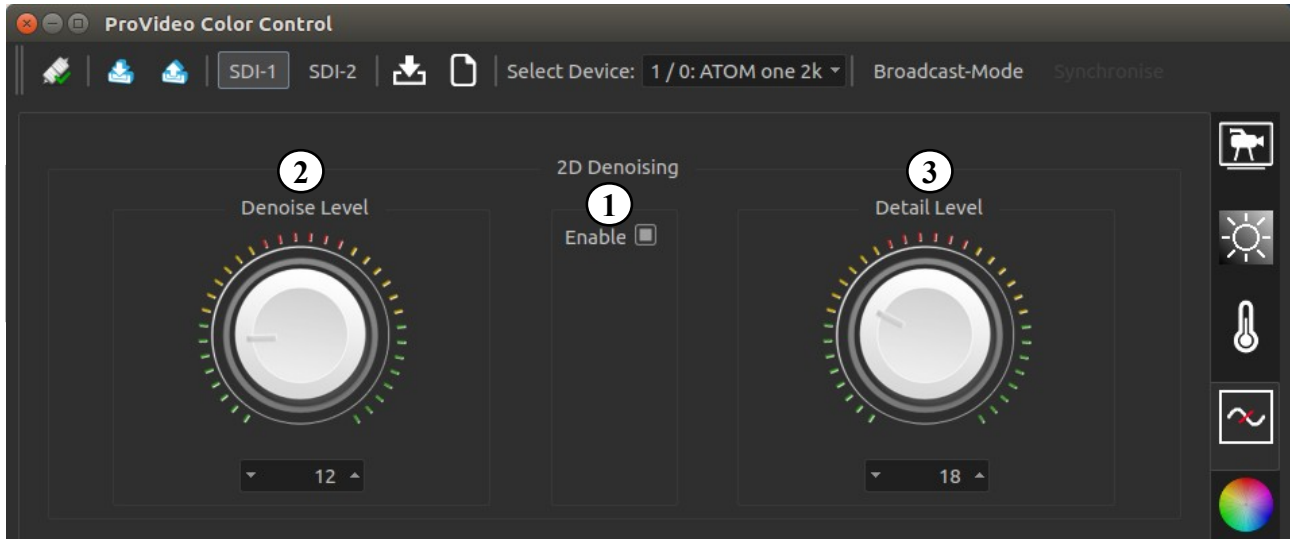 ProVideo Color Control
SDI-1 SDI-2 Select Device: 1 / 0: ATOM one 2k Broadcast-Mode Synchronise
2D Denoising
2 1 3
Denoise Level Enable Detail Level
12 18